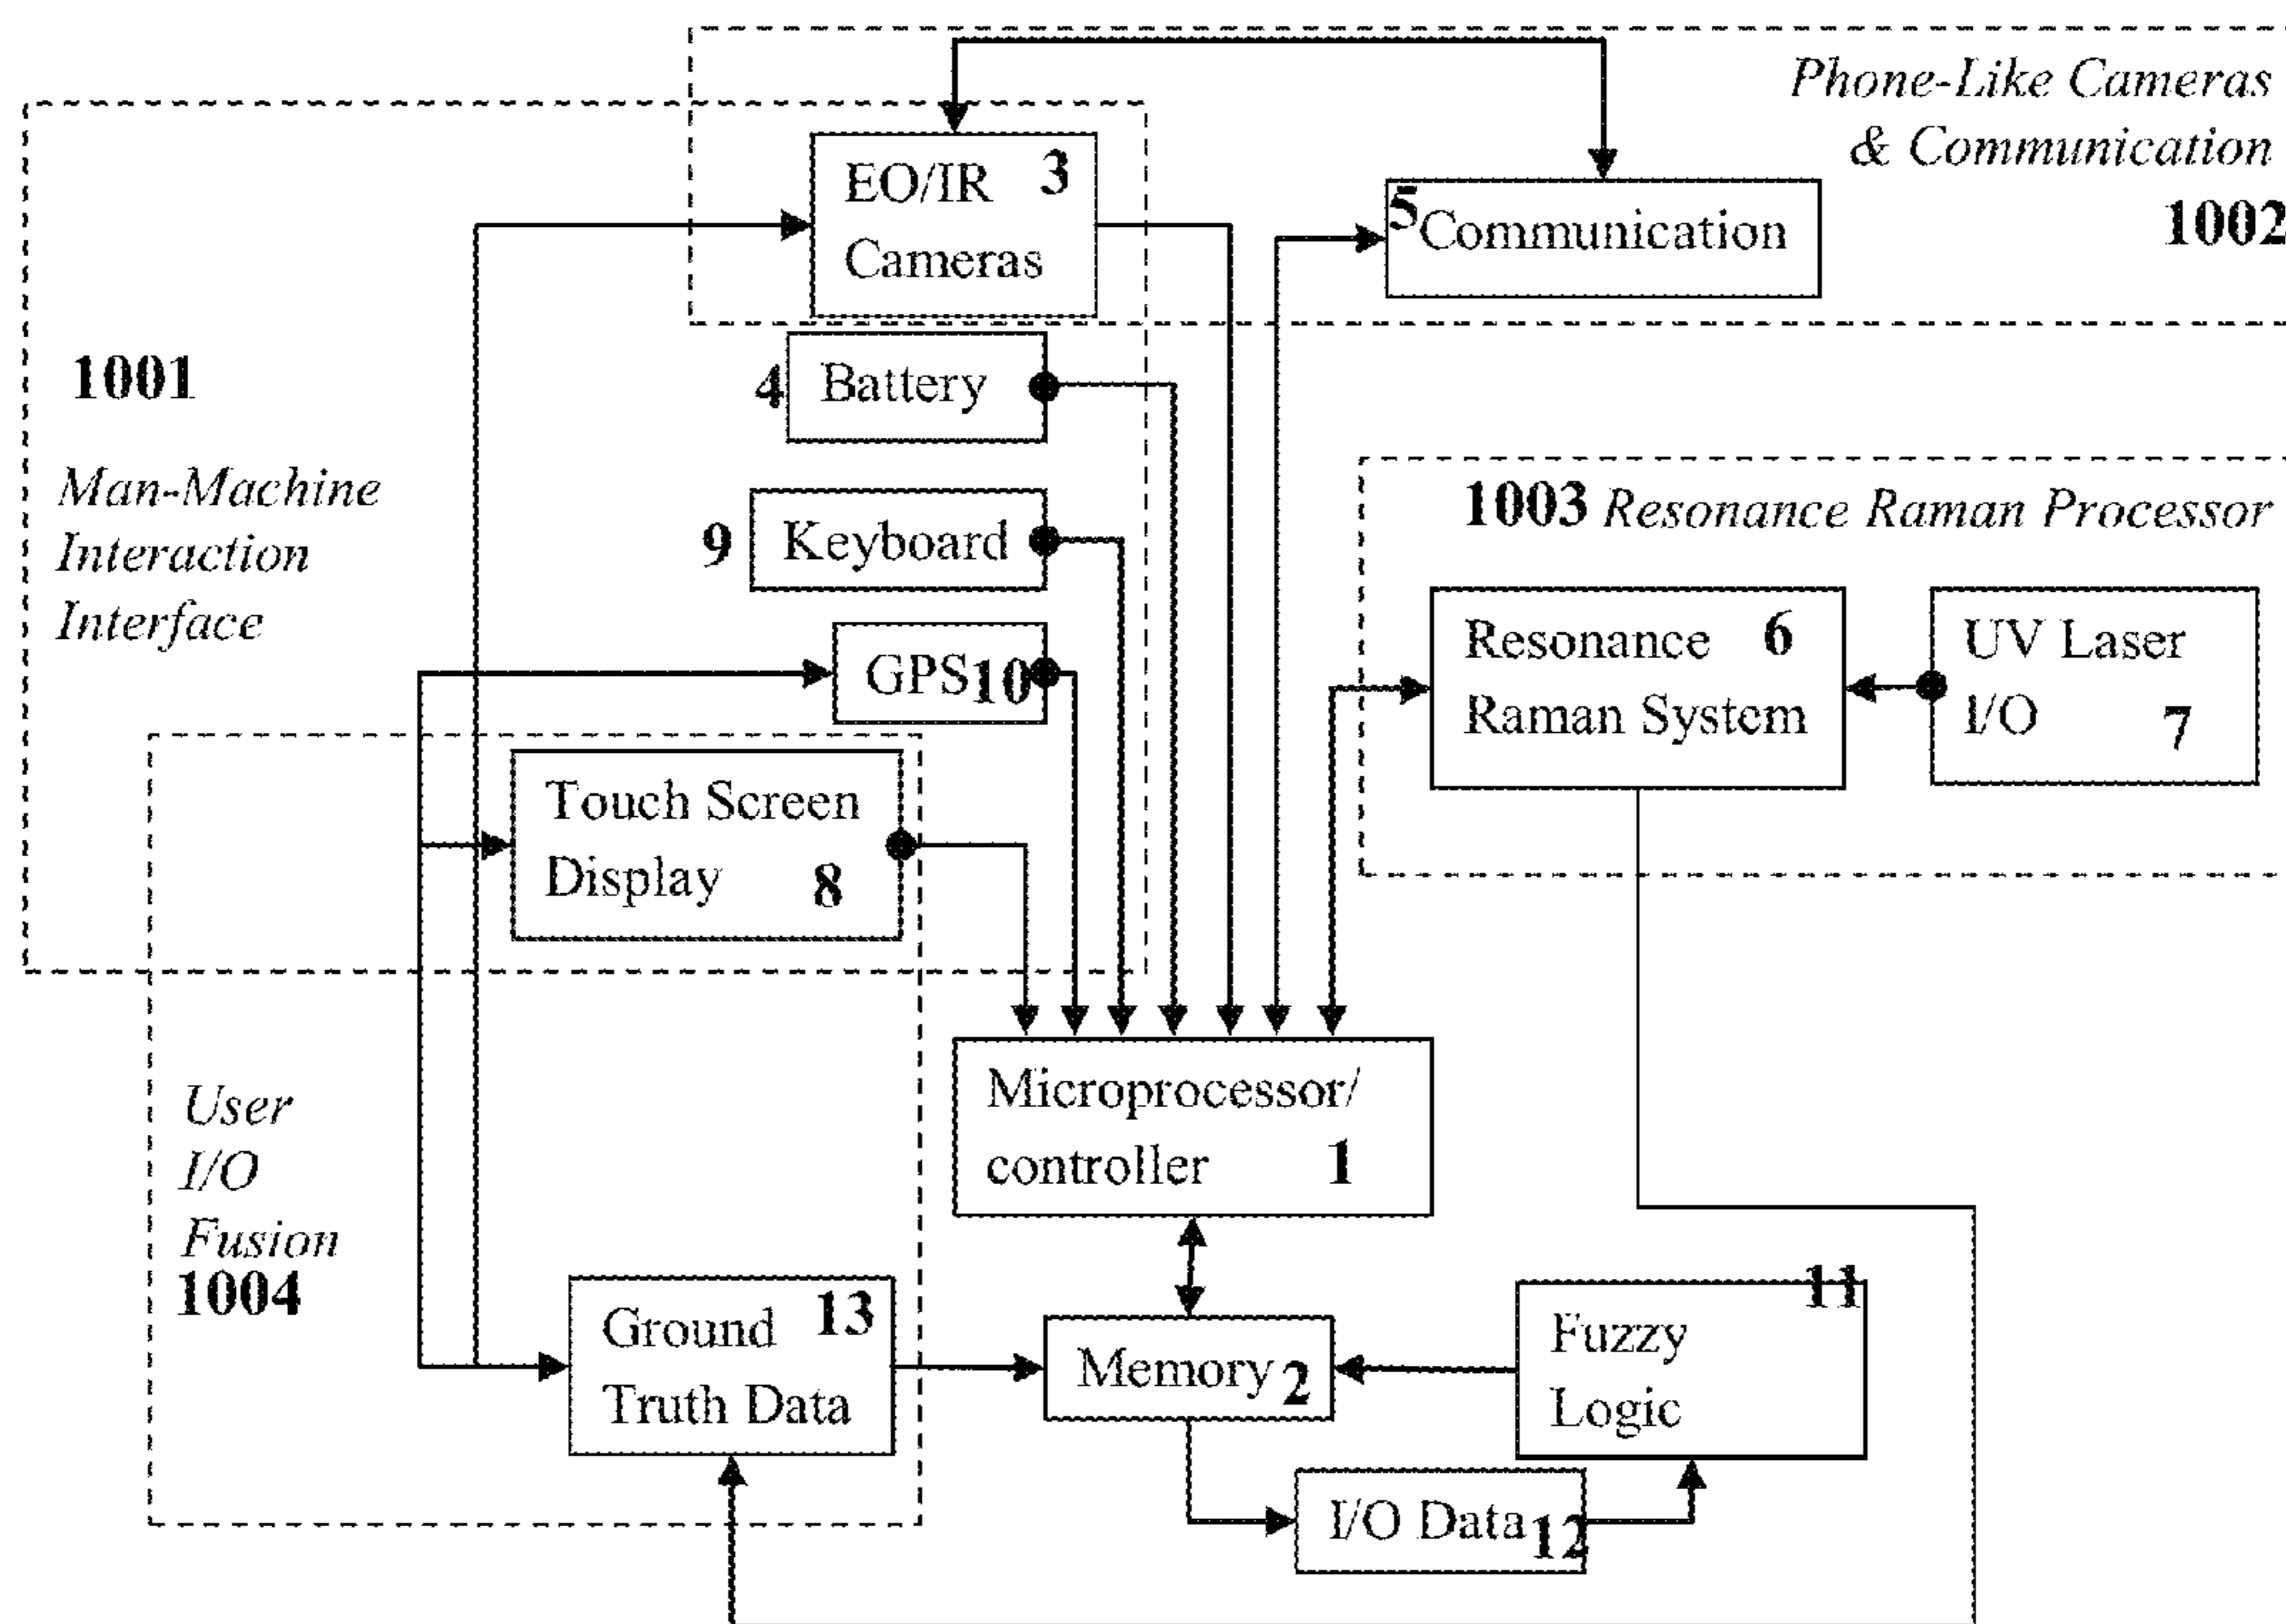 Phone-Like Cameras
& Communication
1002
EO/IR 3
Cameras
5 Communication
1001
Man-Machine
Interaction
Interface
4 Battery
9 Keyboard
GPS 10
1003 Resonance Raman Processor
Resonance 6
Raman System
UV Laser
I/O 7
Touch Screen
Display 8
User
I/O
Fusion
1004
Microprocessor/
controller 1
Ground 13
Truth Data
Memory 2
11
Fuzzy
Logic
I/O Data 12